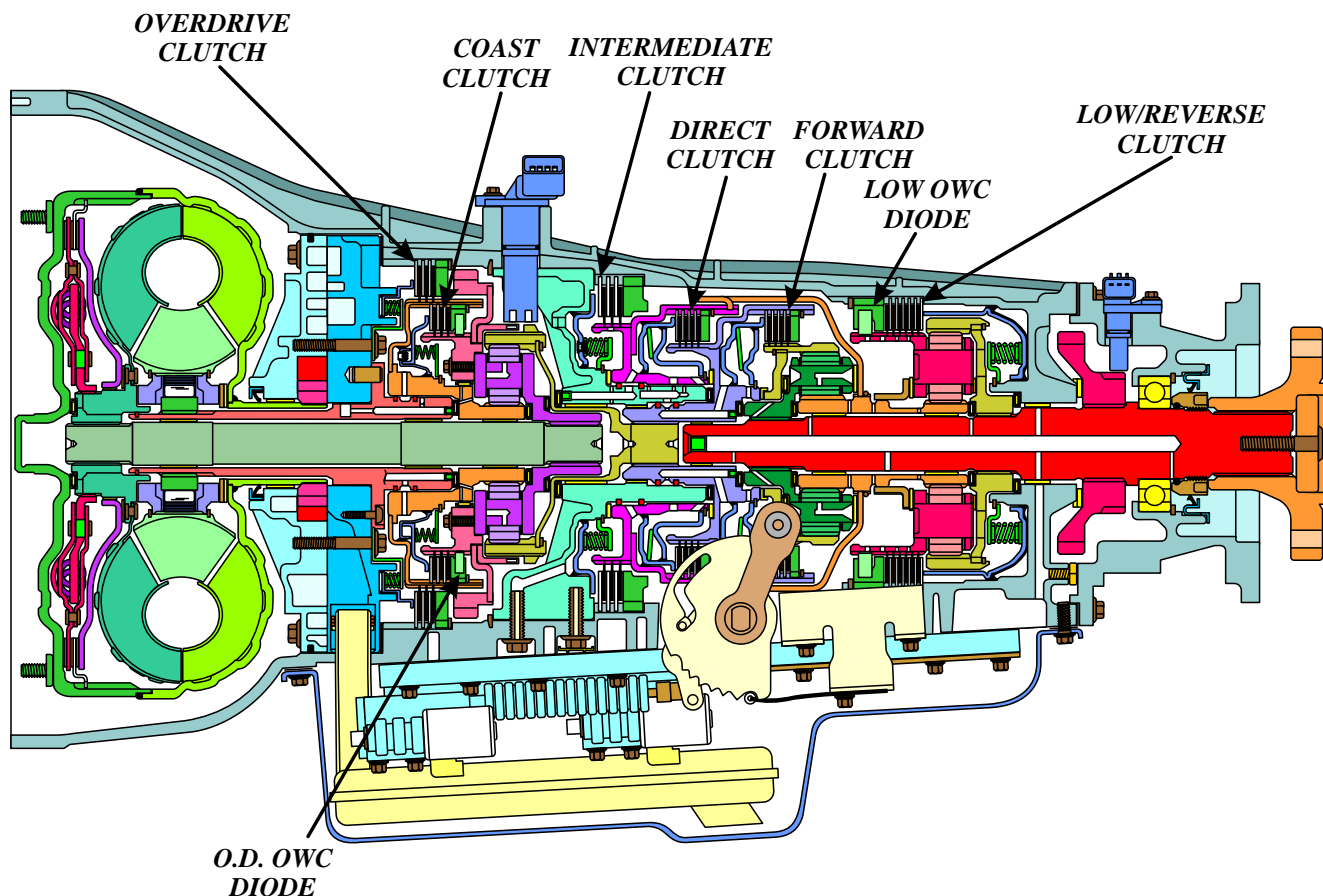 OVERDRIVE
CLUTCH
COAST
CLUTCH
INTERMEDIATE
CLUTCH
DIRECT
CLUTCH
FORWARD
CLUTCH
LOW OWC
DIODE
LOW/REVERSE
CLUTCH
O.D. OWC
DIODE